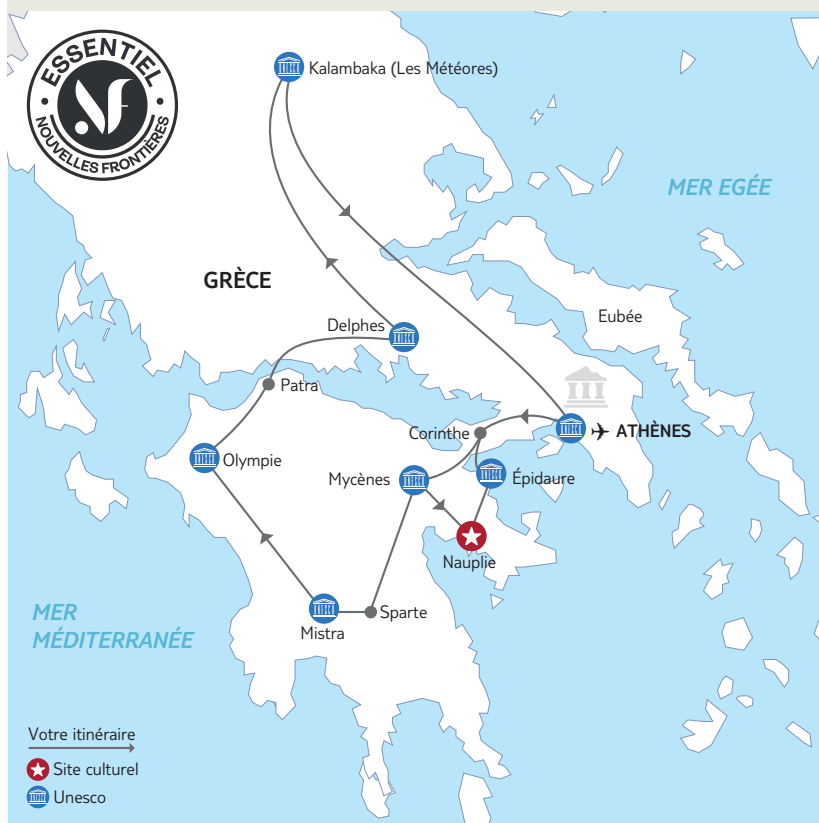 ESSENTIEL
NF
NOUVELLES FRONTIÈRES
Kalambaka (Les Météores)
MER EGÉE
GRÈCE
Eubée
Delphes
Patra
Corinthe
ATHÈNES
Olympie
Mycènes
Épidaure
Nauplie
Sparte
Mistra
MER
MÉDITERRANÉE
Votre itinéraire
Site culturel
Unesco